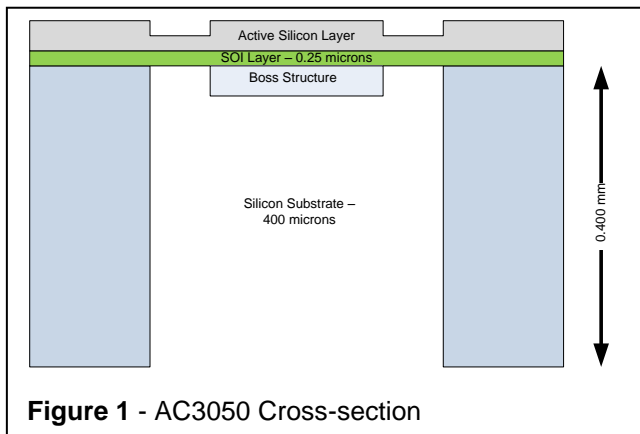 Active Silicon Layer
SOI Layer – 0.25 microns
Boss Structure
Silicon Substrate –
400 microns
0.400 mm
Figure 1 - AC3050 Cross-section